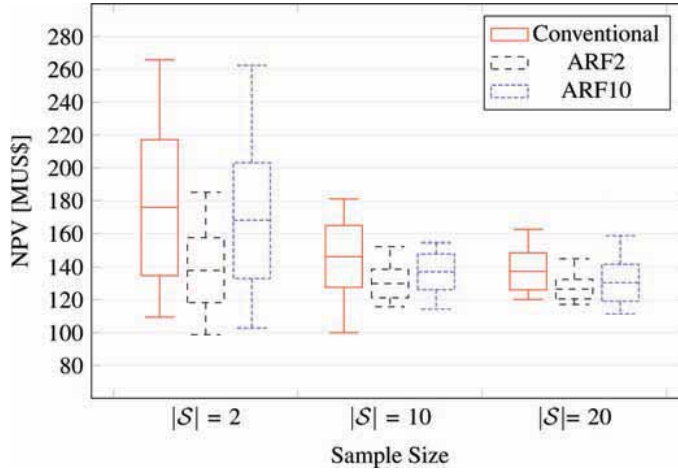 280
260
240
220
200
180
160
140
120
100
80
NPV [MUS$]
Conventional
ARF2
ARF10
|𝒮| = 2
|𝒮| = 10
|𝒮|= 20
Sample Size